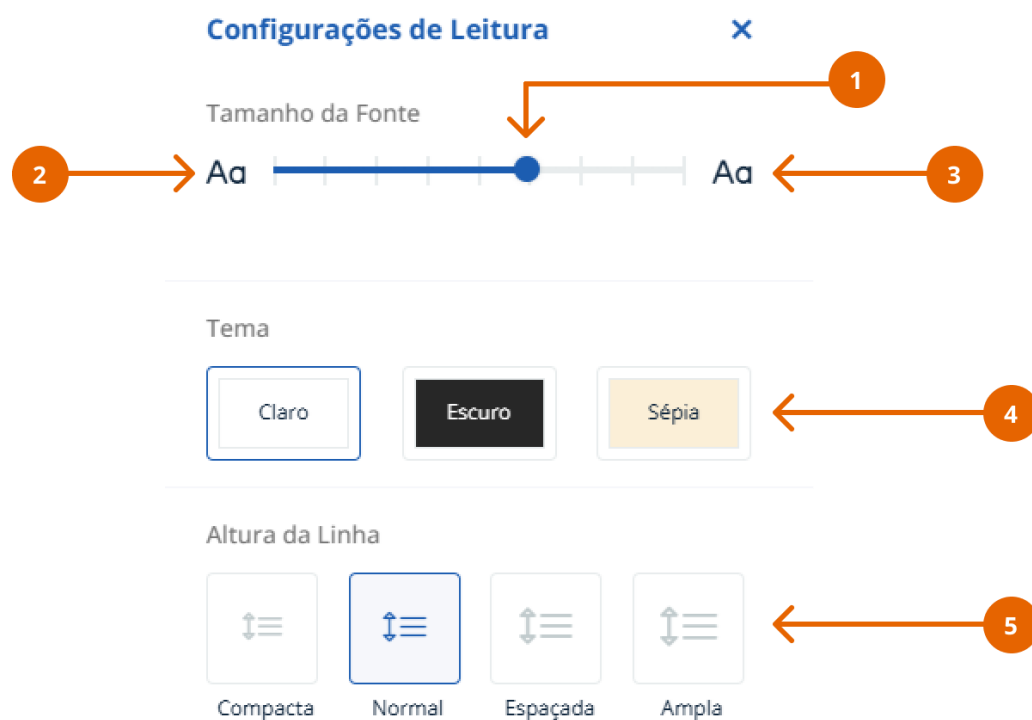 Configurações de Leitura ×
1
Tamanho da Fonte
2 Aa Aa 3
Tema
Claro Escuro Sépia 4
Altura da Linha
5
Compacta Normal Espaçada Ampla